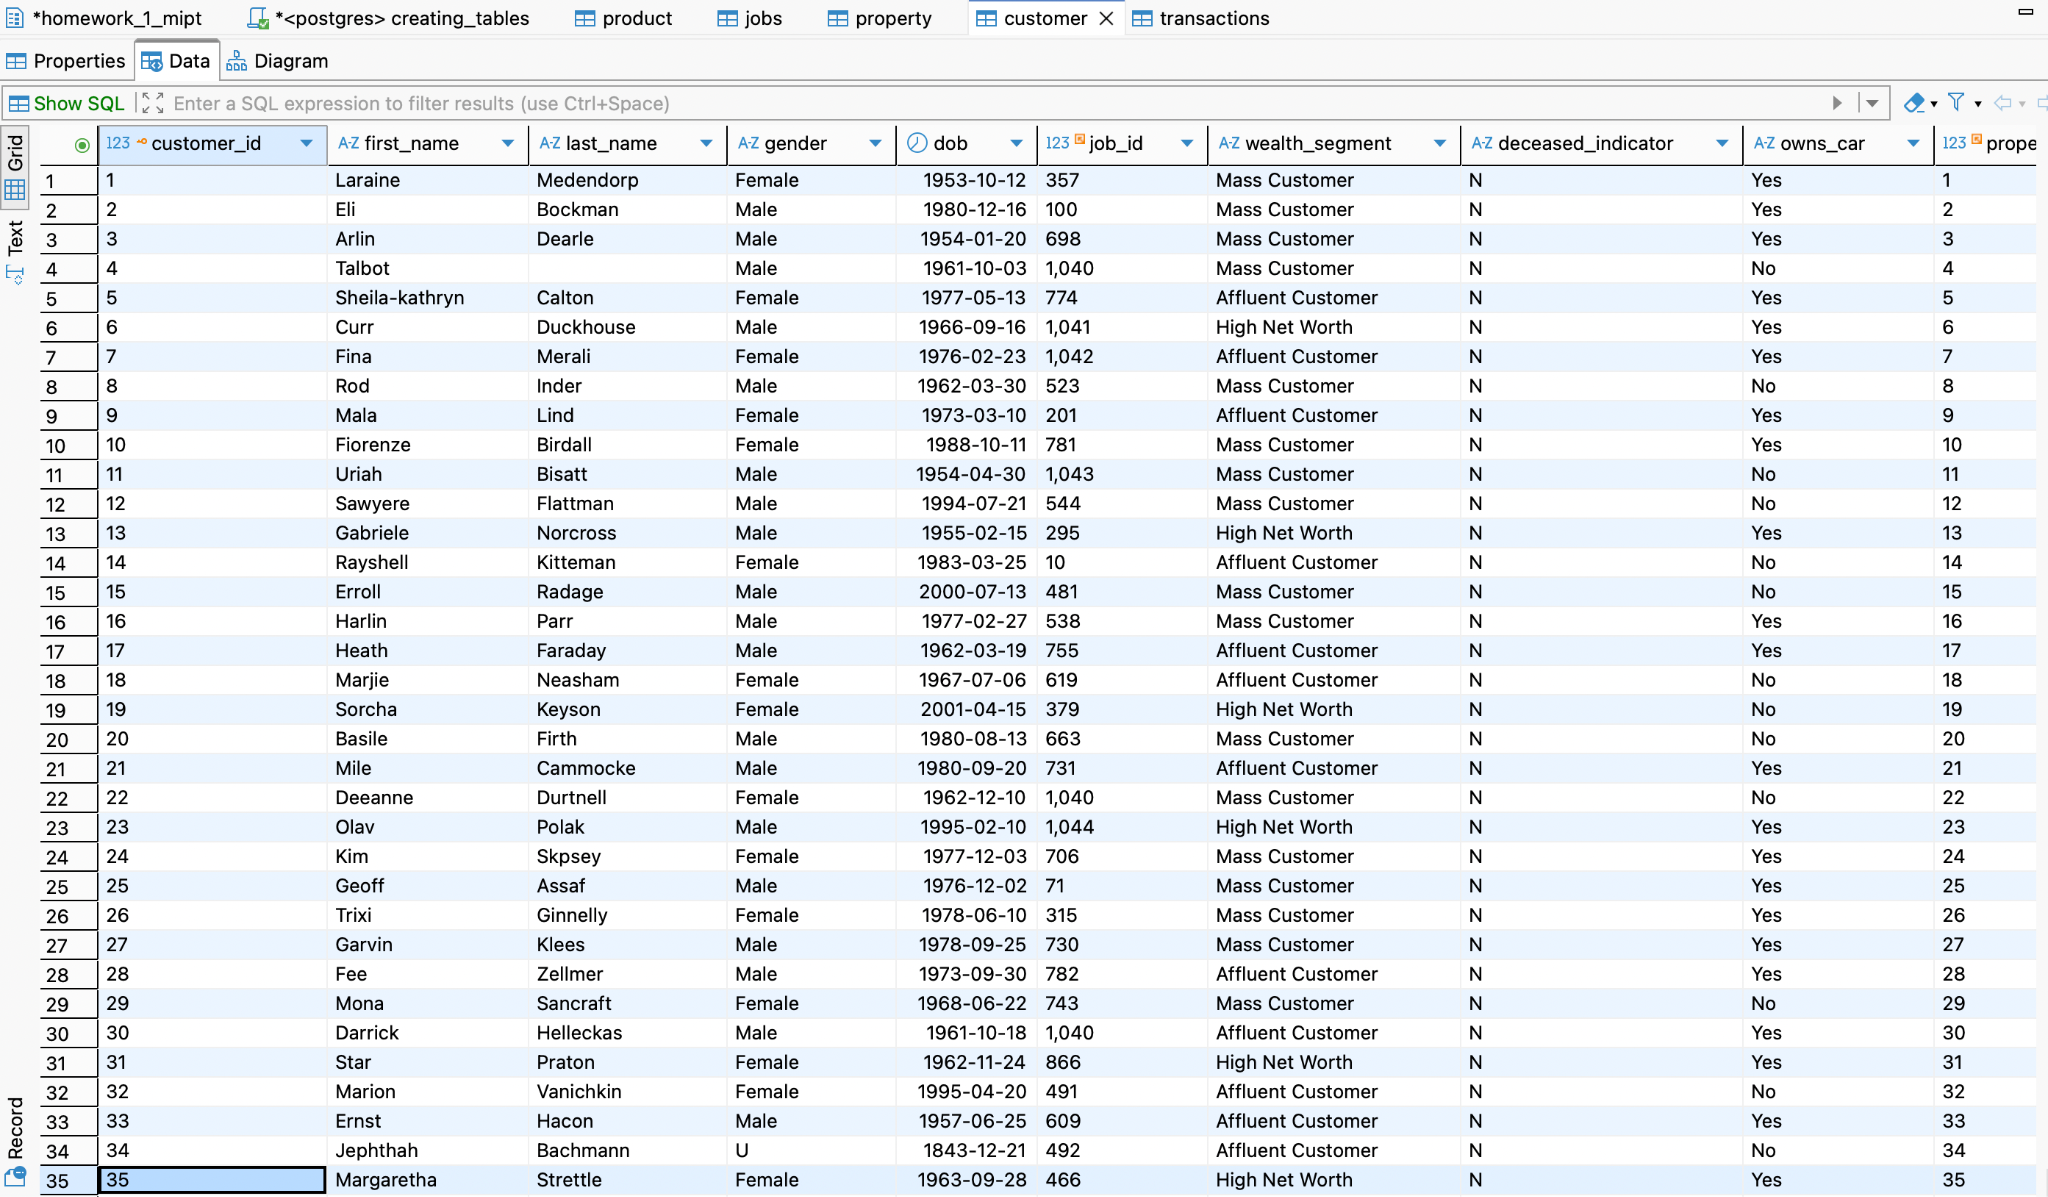 *homework_1_mipt *<postgres> creating_tables product jobs property customer transactions
Properties Data Diagram
Show SQL Enter a SQL expression to filter results (use Ctrl+Space)
Grid
Text
Record
123 customer_id A-Z first_name A-Z last_name A-Z gender dob 123 job_id A-Z wealth_segment A-Z deceased_indicator A-Z owns_car 123 prope
1 1 Laraine Medendorp Female 1953-10-12 357 Mass Customer N Yes 1
2 2 Eli Bockman Male 1980-12-16 100 Mass Customer N Yes 2
3 3 Arlin Dearle Male 1954-01-20 698 Mass Customer N Yes 3
4 4 Talbot Male 1961-10-03 1,040 Mass Customer N No 4
5 5 Sheila-kathryn Calton Female 1977-05-13 774 Affluent Customer N Yes 5
6 6 Curr Duckhouse Male 1966-09-16 1,041 High Net Worth N Yes 6
7 7 Fina Merali Female 1976-02-23 1,042 Affluent Customer N Yes 7
8 8 Rod Inder Male 1962-03-30 523 Mass Customer N No 8
9 9 Mala Lind Female 1973-03-10 201 Affluent Customer N Yes 9
10 10 Fiorenze Birdall Female 1988-10-11 781 Mass Customer N Yes 10
11 11 Uriah Bisatt Male 1954-04-30 1,043 Mass Customer N No 11
12 12 Sawyere Flattman Male 1994-07-21 544 Mass Customer N No 12
13 13 Gabriele Norcross Male 1955-02-15 295 High Net Worth N Yes 13
14 14 Rayshell Kitteman Female 1983-03-25 10 Affluent Customer N No 14
15 15 Erroll Radage Male 2000-07-13 481 Mass Customer N No 15
16 16 Harlin Parr Male 1977-02-27 538 Mass Customer N Yes 16
17 17 Heath Faraday Male 1962-03-19 755 Affluent Customer N Yes 17
18 18 Marjie Neasham Female 1967-07-06 619 Affluent Customer N No 18
19 19 Sorcha Keyson Female 2001-04-15 379 High Net Worth N No 19
20 20 Basile Firth Male 1980-08-13 663 Mass Customer N No 20
21 21 Mile Cammocke Male 1980-09-20 731 Affluent Customer N Yes 21
22 22 Deeanne Durtnell Female 1962-12-10 1,040 Mass Customer N No 22
23 23 Olav Polak Male 1995-02-10 1,044 High Net Worth N Yes 23
24 24 Kim Skpsey Female 1977-12-03 706 Mass Customer N Yes 24
25 25 Geoff Assaf Male 1976-12-02 71 Mass Customer N Yes 25
26 26 Trixi Ginnelly Female 1978-06-10 315 Mass Customer N Yes 26
27 27 Garvin Klees Male 1978-09-25 730 Mass Customer N Yes 27
28 28 Fee Zellmer Male 1973-09-30 782 Affluent Customer N Yes 28
29 29 Mona Sancraft Female 1968-06-22 743 Mass Customer N No 29
30 30 Darrick Helleckas Male 1961-10-18 1,040 Affluent Customer N Yes 30
31 31 Star Praton Female 1962-11-24 866 High Net Worth N Yes 31
32 32 Marion Vanichkin Female 1995-04-20 491 Affluent Customer N No 32
33 33 Ernst Hacon Male 1957-06-25 609 Affluent Customer N Yes 33
34 34 Jephthah Bachmann U 1843-12-21 492 Affluent Customer N No 34
35 35 Margaretha Strettle Female 1963-09-28 466 High Net Worth N Yes 35